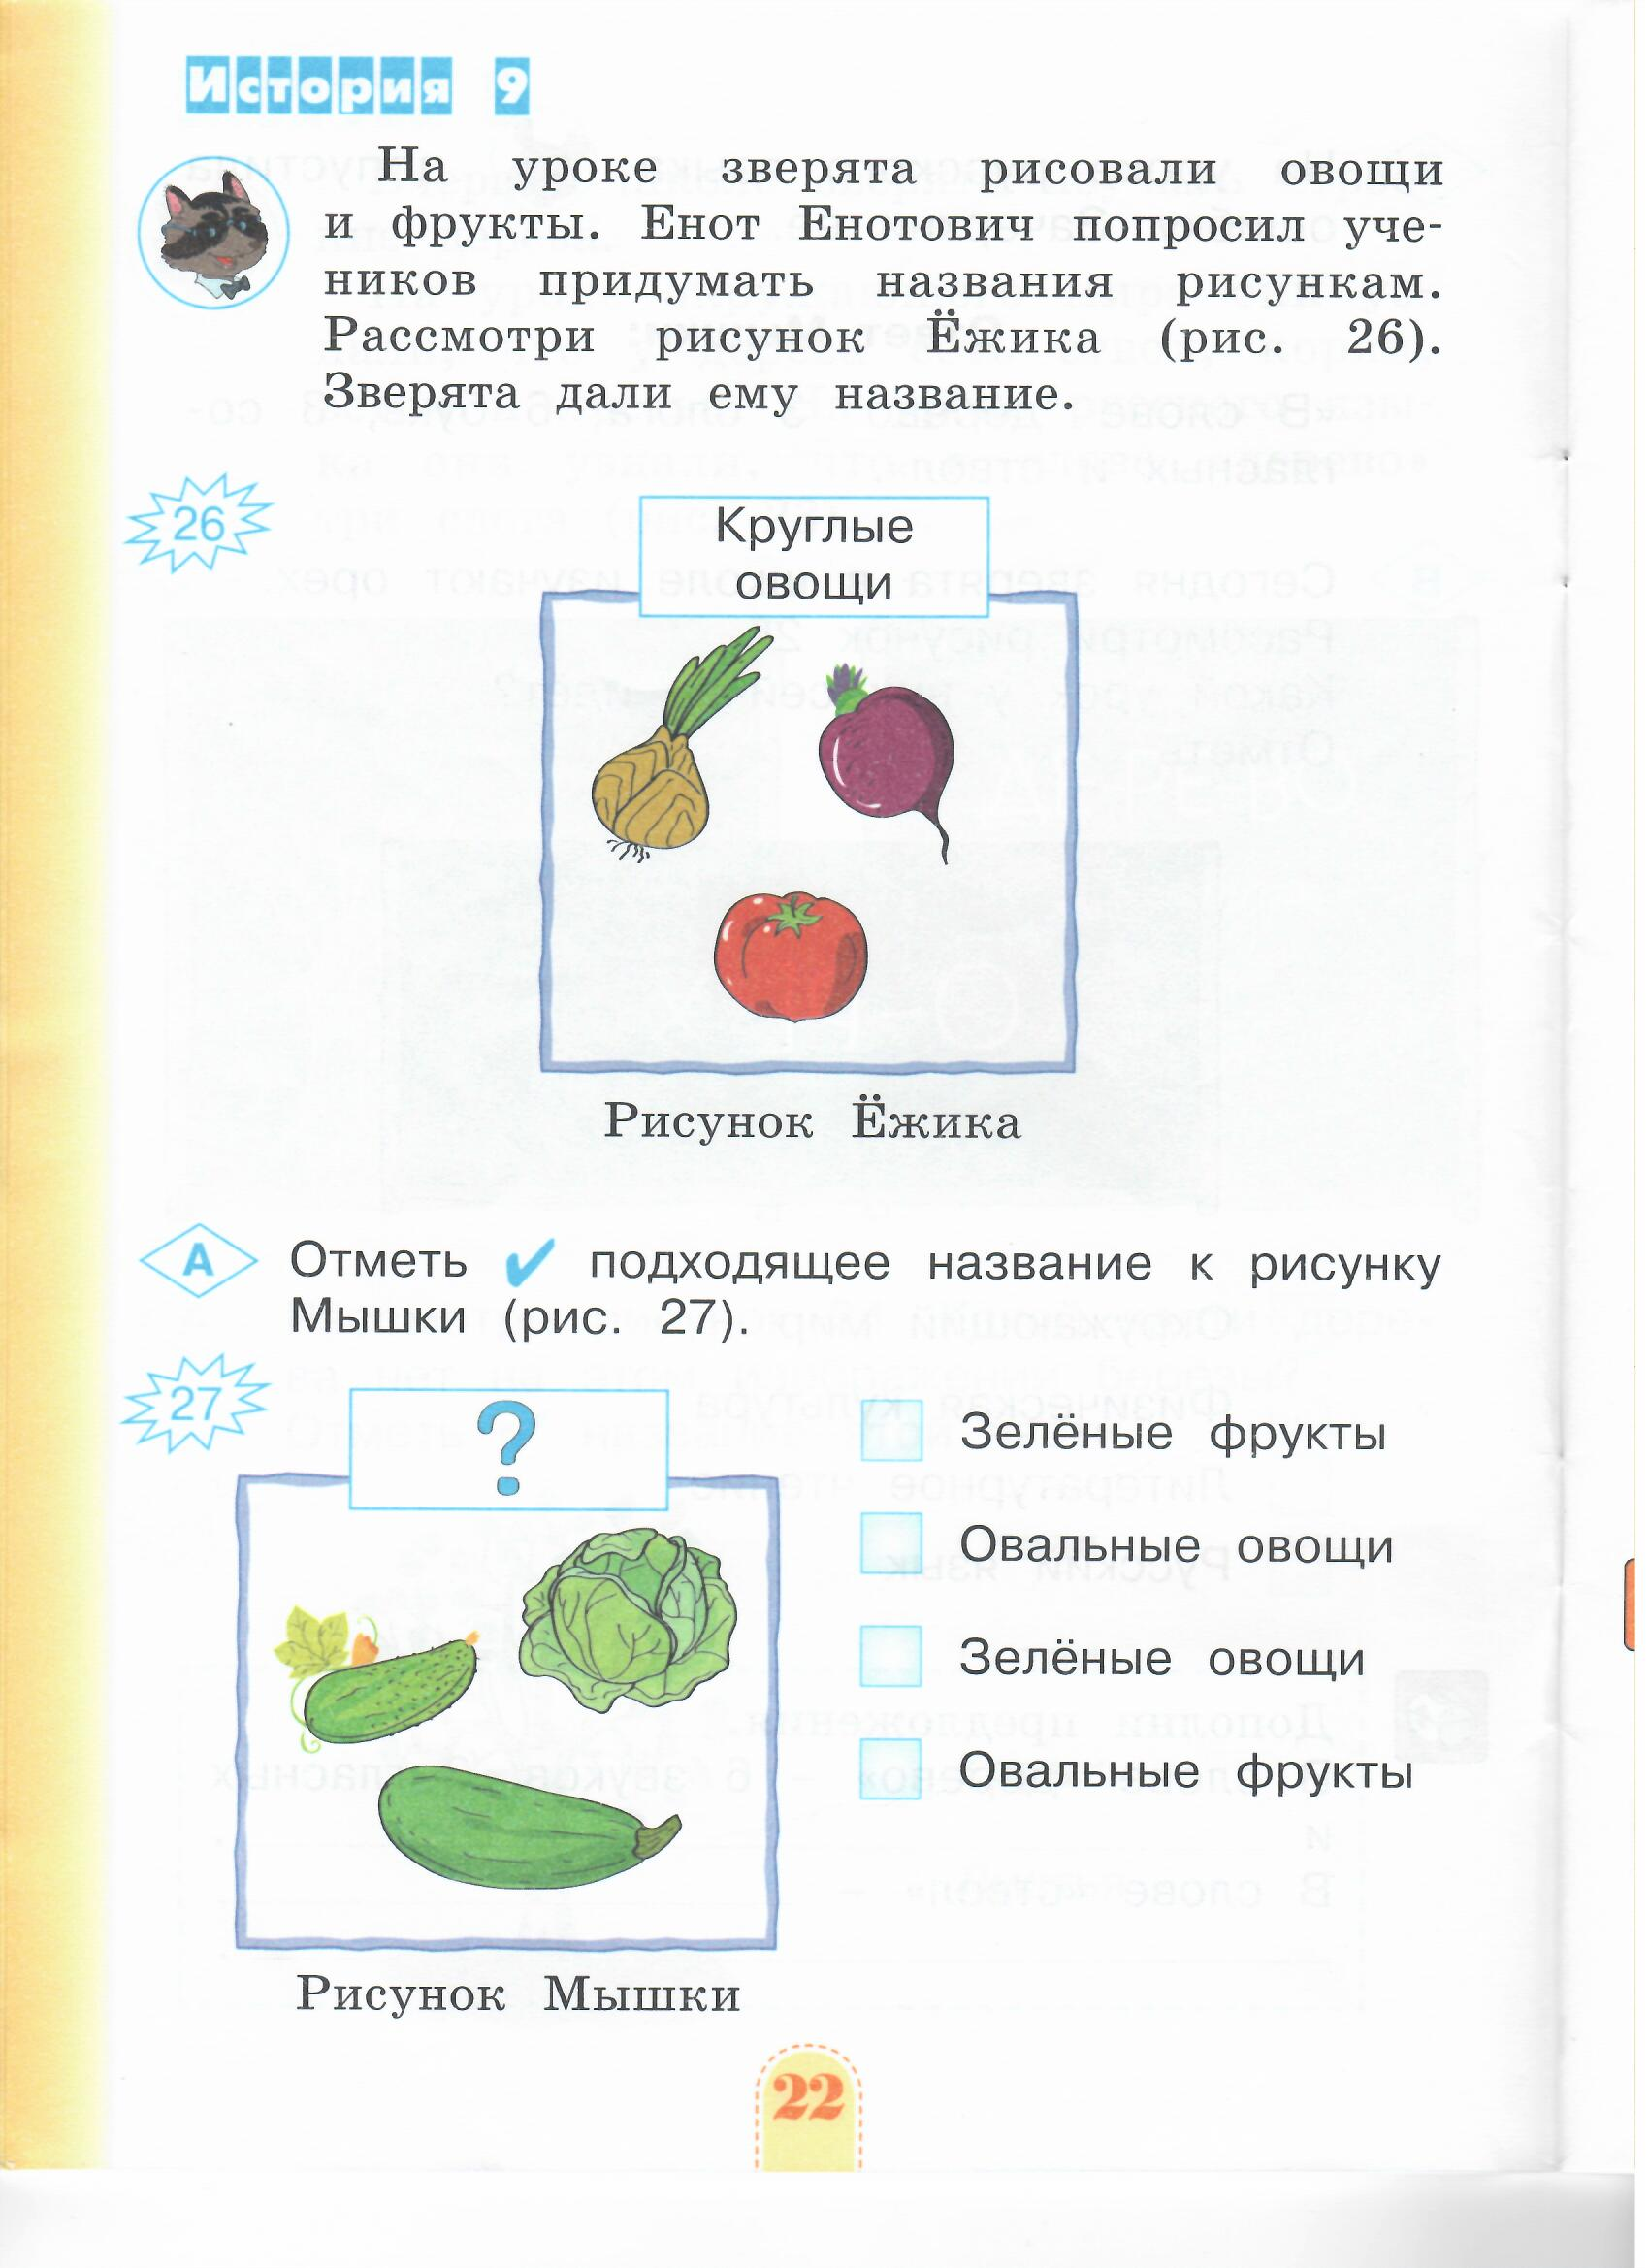 История 9
На уроке зверята рисовали овощи
и фрукты. Енот Енотович попросил уче-
ников придумать названия рисункам.
Рассмотри рисунок Ёжика (рис. 26).
Зверята дали ему название.
26
Круглые
овощи
Рисунок Ёжика
А
Отметь ✔ подходящее название к рисунку
Мышки (рис. 27).
27
?
Зелёные фрукты
Овальные овощи
Зелёные овощи
Овальные фрукты
Рисунок Мышки
22